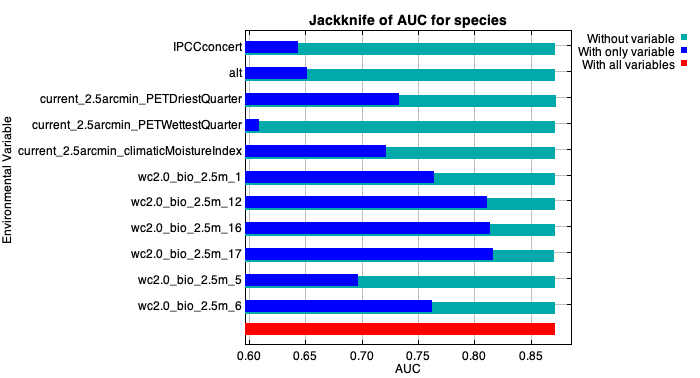 Jackknife of AUC for species
Without variable
With only variable
With all variables
Environmental Variable
IPCCconcert
alt
current_2.5arcmin_PETDriestQuarter
current_2.5arcmin_PETWettestQuarter
current_2.5arcmin_climaticMoistureIndex
wc2.0_bio_2.5m_1
wc2.0_bio_2.5m_12
wc2.0_bio_2.5m_16
wc2.0_bio_2.5m_17
wc2.0_bio_2.5m_5
wc2.0_bio_2.5m_6
0.60 0.65 0.70 0.75 0.80 0.85
AUC